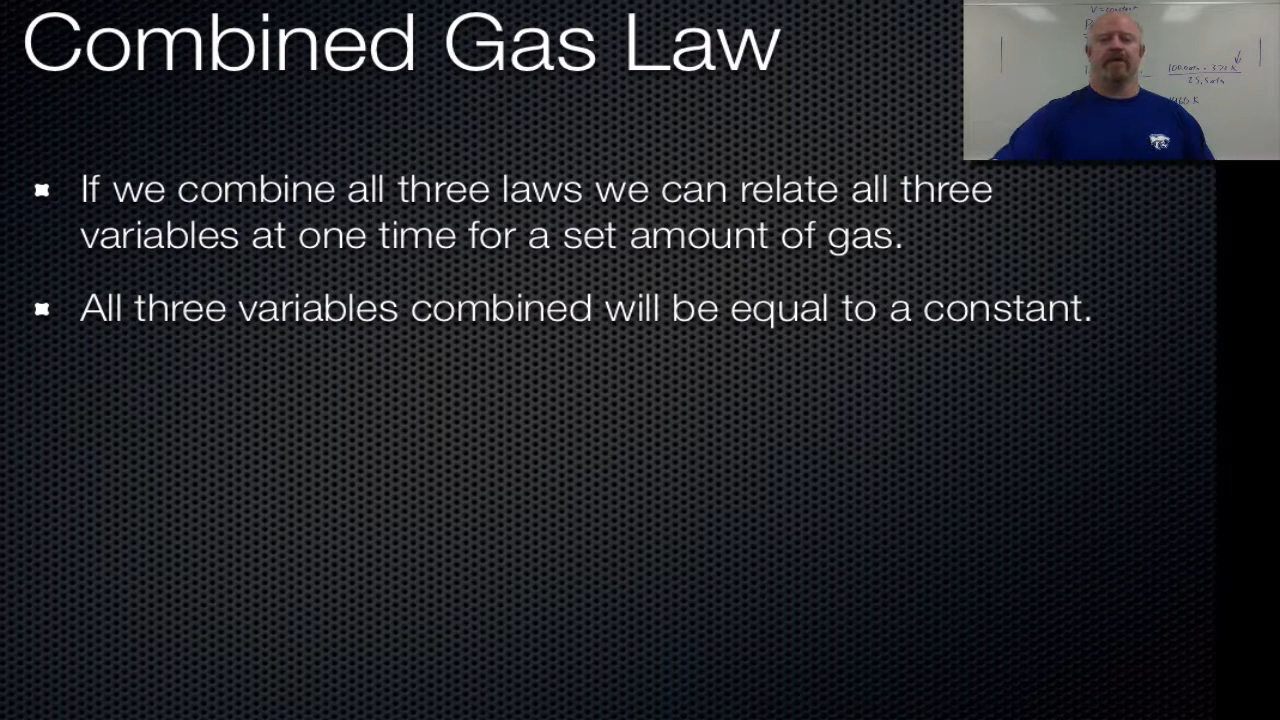 Combined Gas Law
V = constant
If we combine all three laws we can relate all three
variables at one time for a set amount of gas.
All three variables combined will be equal to a constant.